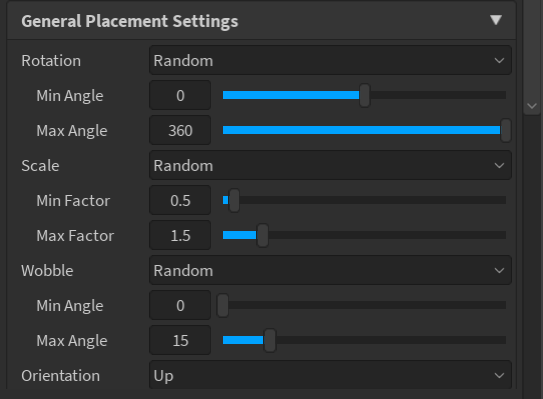 General Placement Settings
Rotation Random
Min Angle 0
Max Angle 360
Scale Random
Min Factor 0.5
Max Factor 1.5
Wobble Random
Min Angle 0
Max Angle 15
Orientation Up